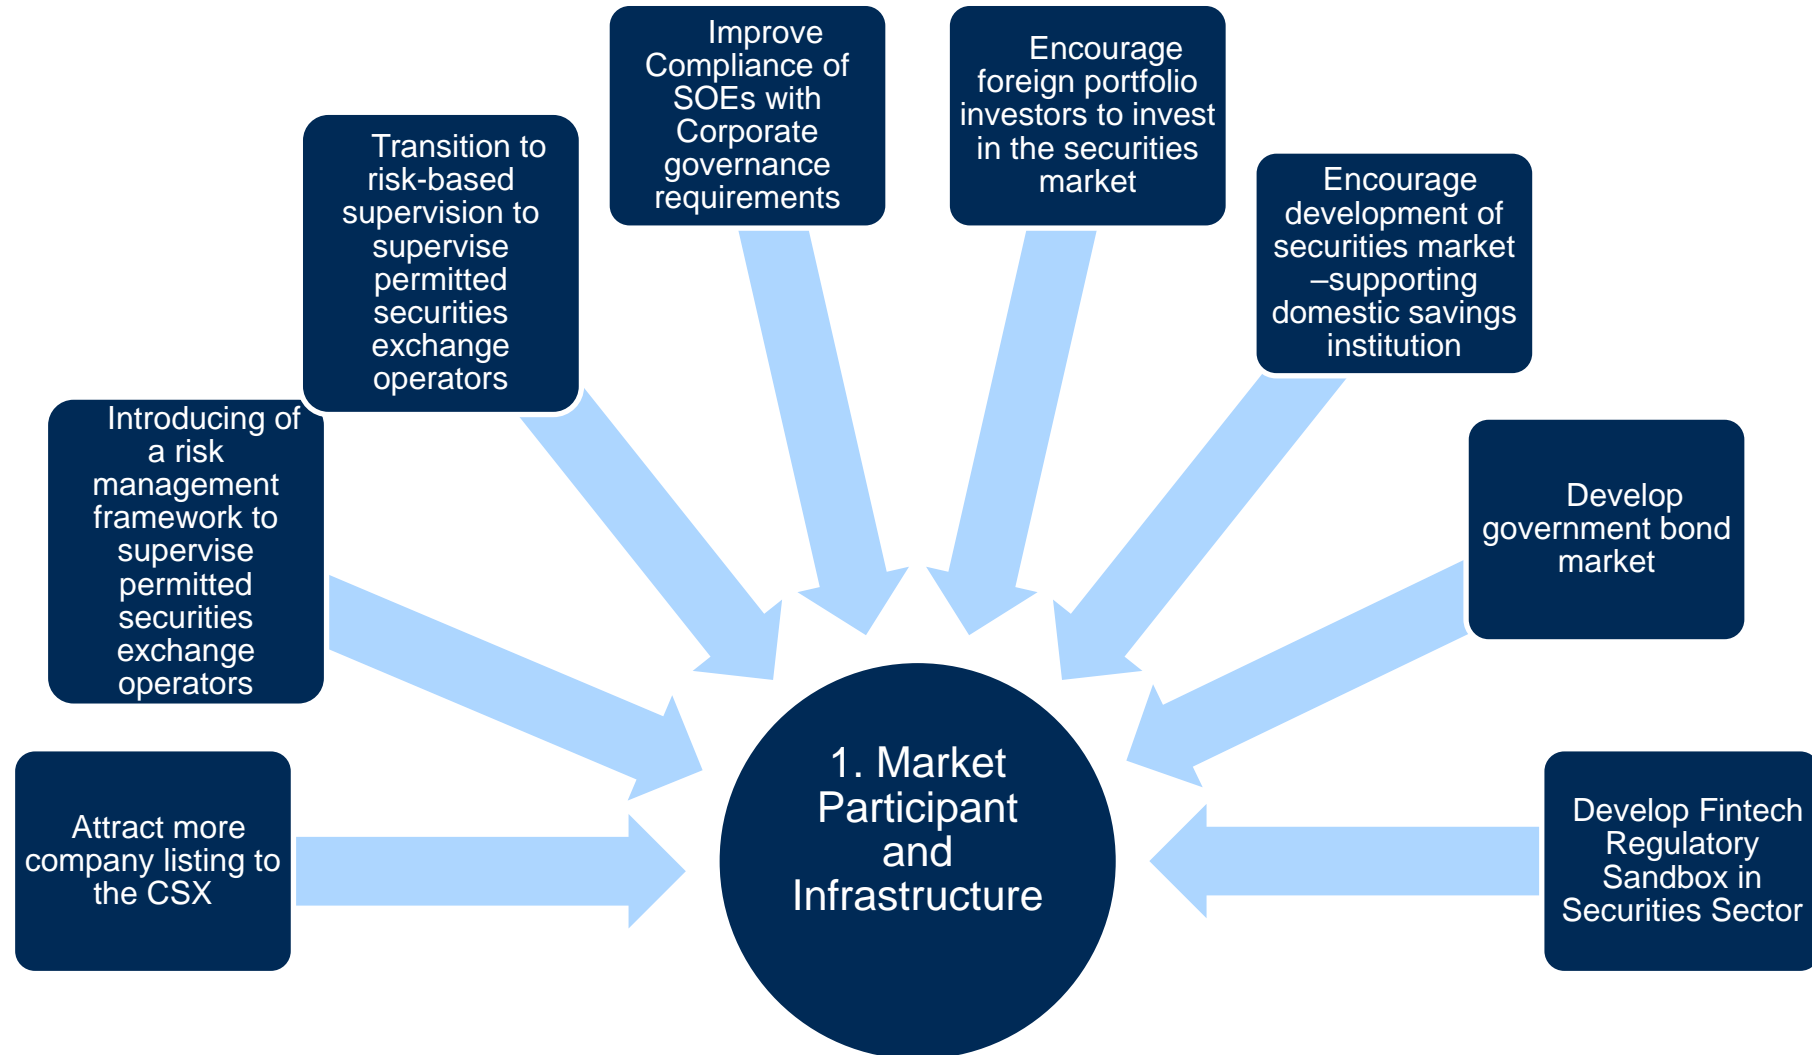 Improve
Compliance of
SOEs with
Corporate
governance
requirements
Encourage
foreign portfolio
investors to invest
in the securities
market
Transition to
risk-based
supervision to
supervise
permitted
securities
exchange
operators
Encourage
development of
securities market
–supporting
domestic savings
institution
Introducing of
a risk
management
framework to
supervise
permitted
securities
exchange
operators
Develop
government bond
market
Attract more
company listing to
the CSX
1. Market
Participant
and
Infrastructure
Develop Fintech
Regulatory
Sandbox in
Securities Sector